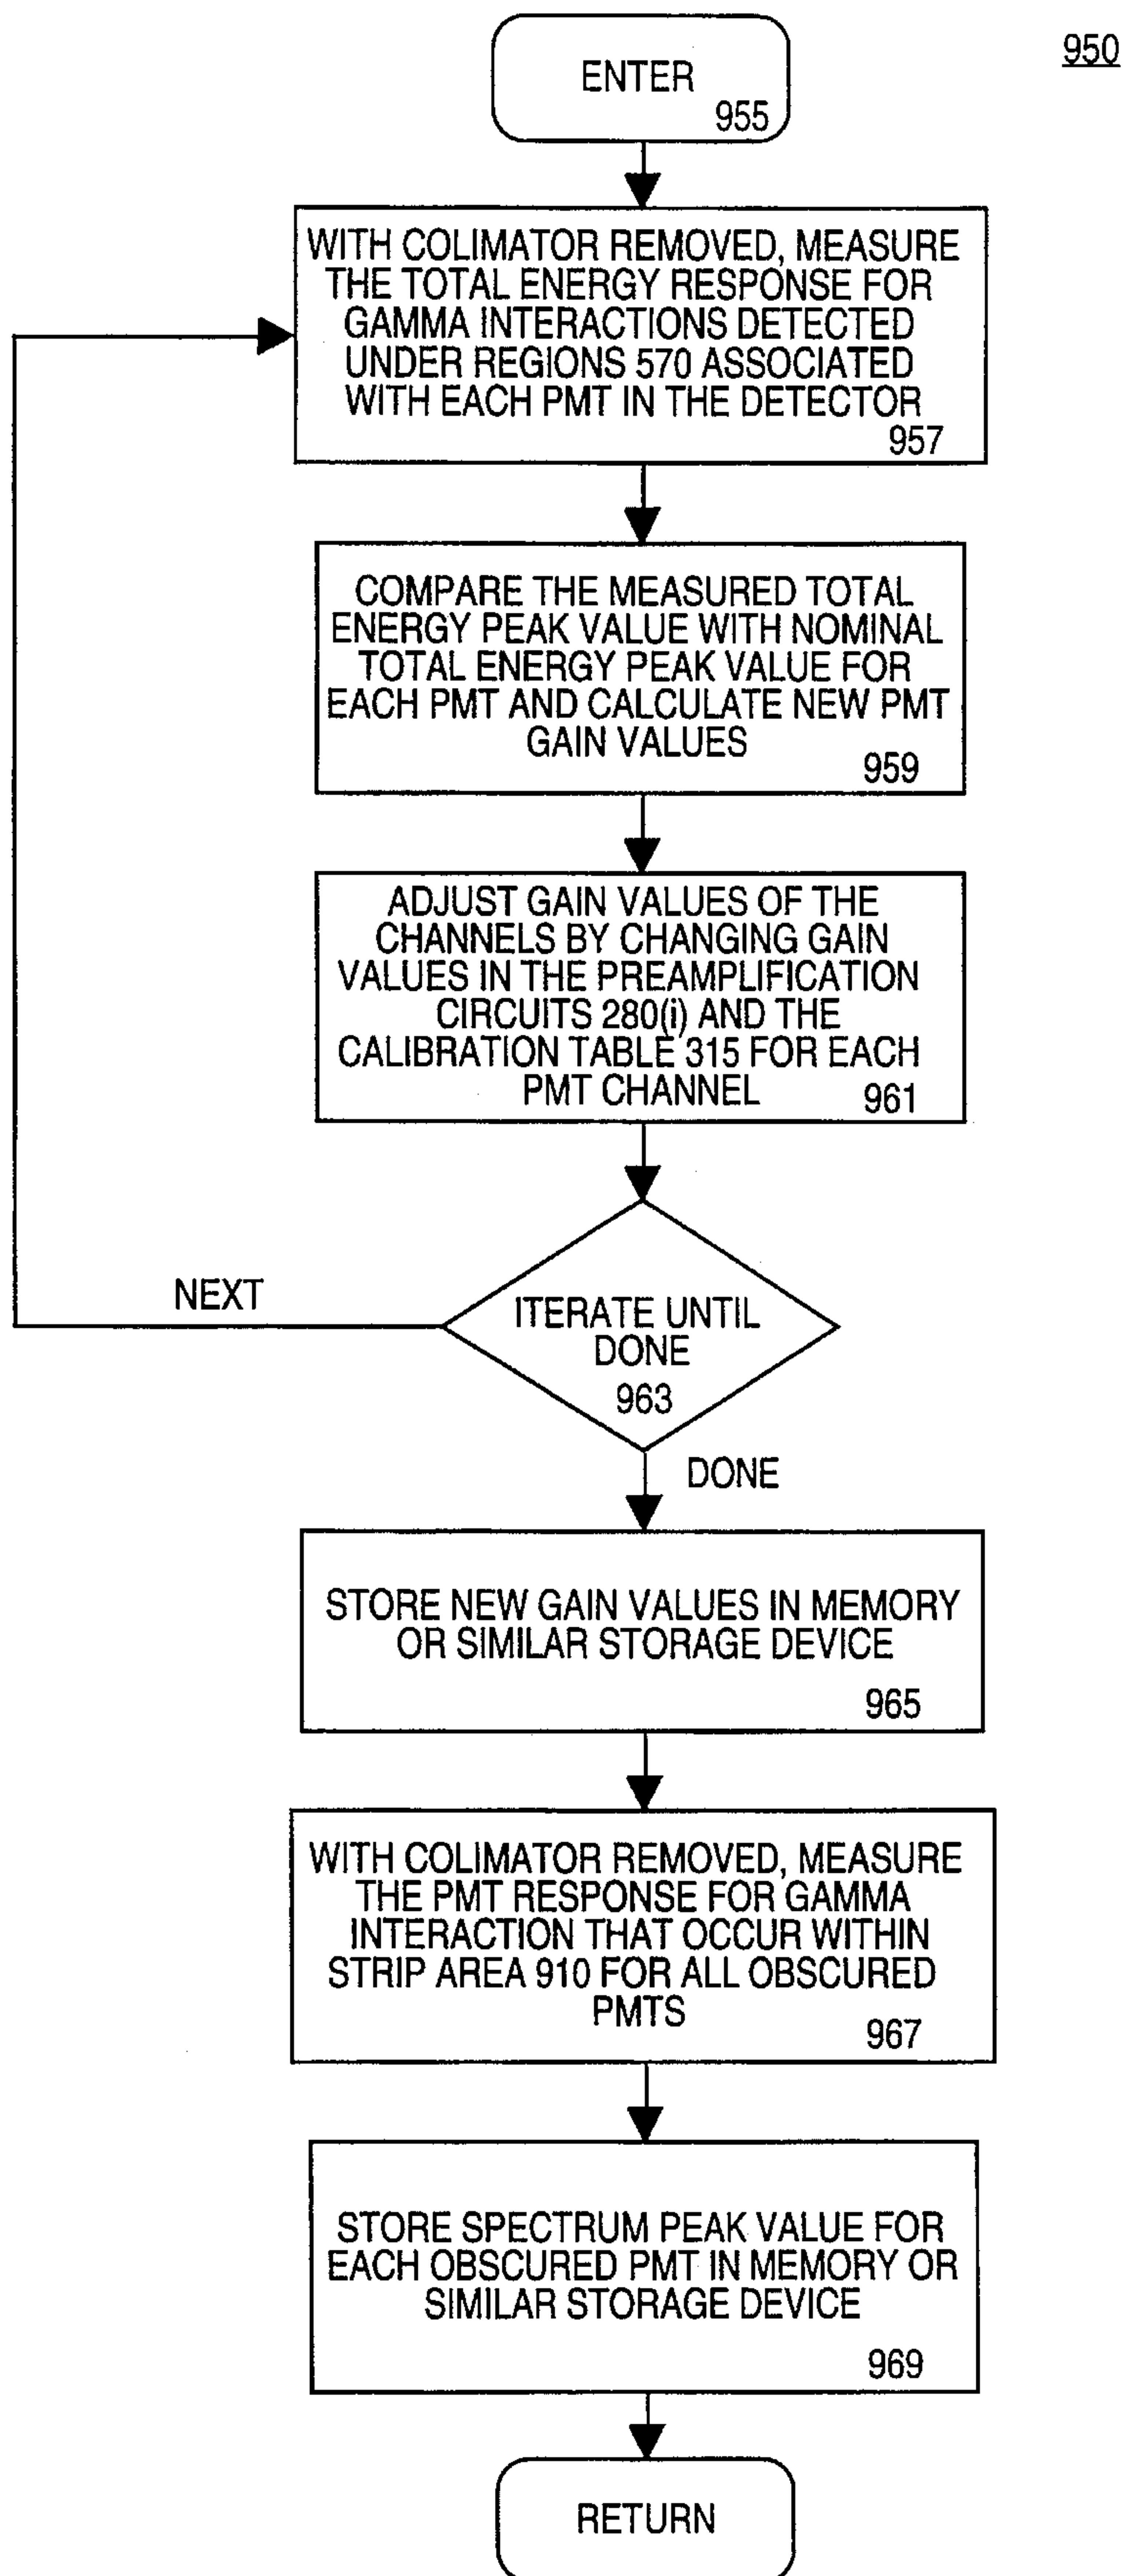 950
ENTER
955
WITH COLIMATOR REMOVED, MEASURE
THE TOTAL ENERGY RESPONSE FOR
GAMMA INTERACTIONS DETECTED
UNDER REGIONS 570 ASSOCIATED
WITH EACH PMT IN THE DETECTOR
957
COMPARE THE MEASURED TOTAL
ENERGY PEAK VALUE WITH NOMINAL
TOTAL ENERGY PEAK VALUE FOR
EACH PMT AND CALCULATE NEW PMT
GAIN VALUES
959
ADJUST GAIN VALUES OF THE
CHANNELS BY CHANGING GAIN
VALUES IN THE PREAMPLIFICATION
CIRCUITS 280(i) AND THE
CALIBRATION TABLE 315 FOR EACH
PMT CHANNEL
961
NEXT
ITERATE UNTIL
DONE
963
DONE
STORE NEW GAIN VALUES IN MEMORY
OR SIMILAR STORAGE DEVICE
965
WITH COLIMATOR REMOVED, MEASURE
THE PMT RESPONSE FOR GAMMA
INTERACTION THAT OCCUR WITHIN
STRIP AREA 910 FOR ALL OBSCURED
PMTS
967
STORE SPECTRUM PEAK VALUE FOR
EACH OBSCURED PMT IN MEMORY OR
SIMILAR STORAGE DEVICE
969
RETURN